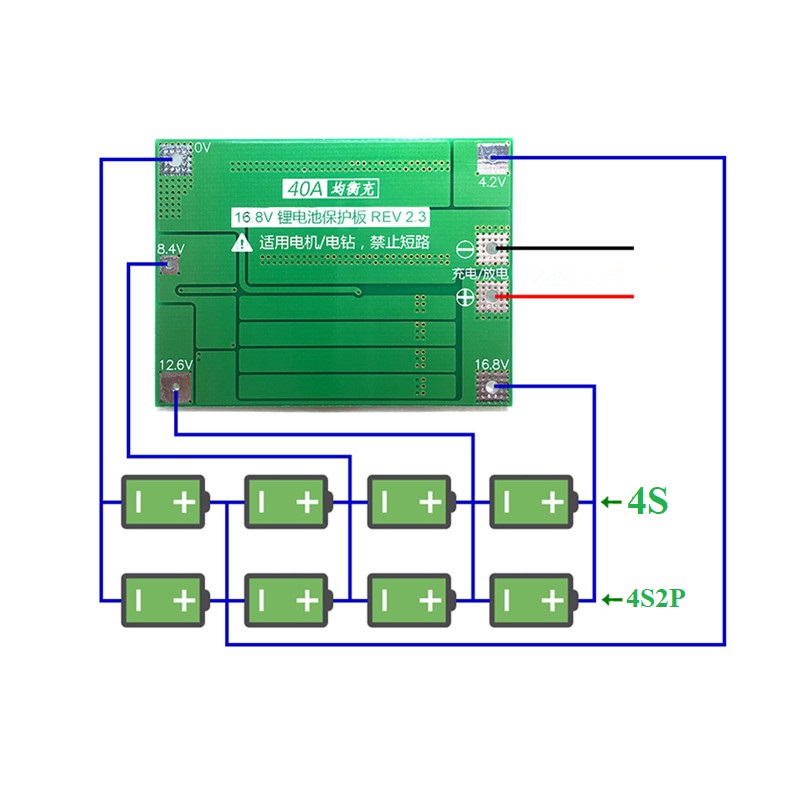 0V
4.2V
40A 均衡充
16.8V 锂电池保护板 REV 2.3
适用电机/电钻，禁止短路
8.4V
⊖
充电/放电
⊕
12.6V
16.8V
4S
4S2P